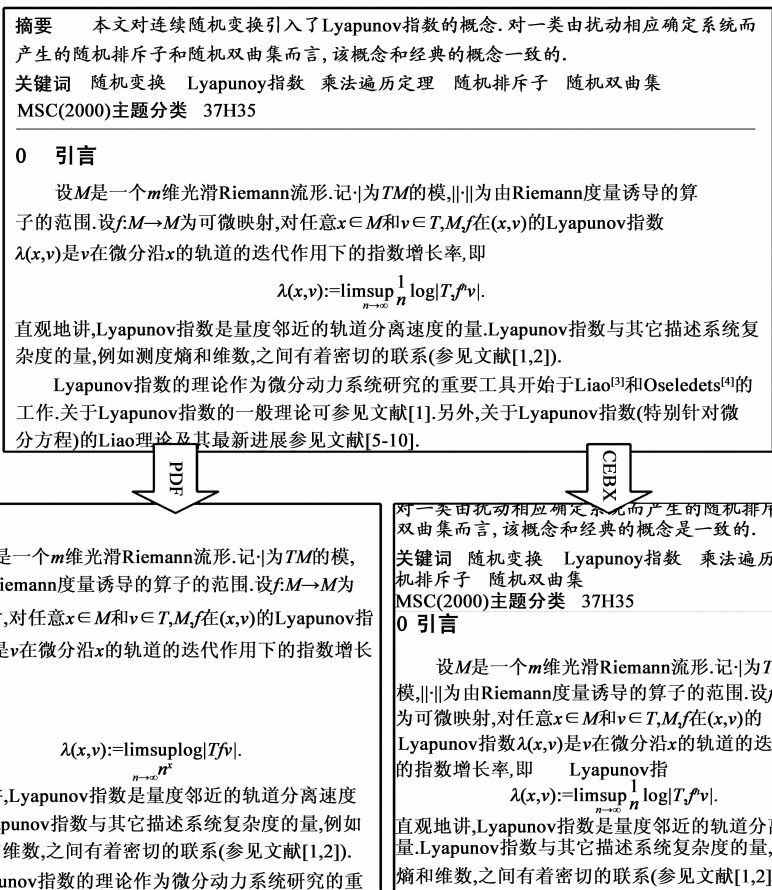 摘要 本文对连续随机变换引入了Lyapunov指数的概念.对一类由扰动相应确定系统而
产生的随机排斥子和随机双曲集而言,该概念和经典的概念一致的.
关键词 随机变换 Lyapunoy指数 乘法遍历定理 随机排斥子 随机双曲集
MSC(2000)主题分类 37H35
0 引言
设M是一个m维光滑Riemann流形.记·|为TM的模,||·||为由Riemann度量诱导的算
子的范围.设f:M→M为可微映射,对任意x∈M和v∈T,M,f在(x,v)的Lyapunov指数
λ(x,v)是v在微分沿x的轨道的迭代作用下的指数增长率,即
λ(x,v):=limsup 1/n log|T,fⁿv|.
n→∞
直观地讲,Lyapunov指数是量度邻近的轨道分离速度的量.Lyapunov指数与其它描述系统复
杂度的量,例如测度熵和维数,之间有着密切的联系(参见文献[1,2]).
Lyapunov指数的理论作为微分动力系统研究的重要工具开始于Liao[3]和Oseledets[4]的
工作.关于Lyapunov指数的一般理论可参见文献[1].另外,关于Lyapunov指数(特别针对微
分方程)的Liao理论及其最新进展参见文献[5-10].
PDF
CEBX
是一个m维光滑Riemann流形.记·|为TM的模,
iemann度量诱导的算子的范围.设f:M→M为
,对任意x∈M和v∈T,M,f在(x,v)的Lyapunov指
是v在微分沿x的轨道的迭代作用下的指数增长
λ(x,v):=limsuplog|Tfv|.
n→∞ nˣ
,Lyapunov指数是量度邻近的轨道分离速度
punov指数与其它描述系统复杂度的量,例如
维数,之间有着密切的联系(参见文献[1,2]).
unov指数的理论作为微分动力系统研究的重
对一类由扰动相应确定系统而产生的随机排斥
双曲集而言,该概念和经典的概念是一致的.
关键词 随机变换 Lyapunoy指数 乘法遍历
机排斥子 随机双曲集
MSC(2000)主题分类 37H35
0 引言
设M是一个m维光滑Riemann流形.记·|为T
模,||·||为由Riemann度量诱导的算子的范围.设f
为可微映射,对任意x∈M和v∈T,M,f在(x,v)的
Lyapunov指数λ(x,v)是v在微分沿x的轨道的迭
的指数增长率,即 Lyapunov指
λ(x,v):=limsup 1/n log|T,fⁿv|.
n→∞
直观地讲,Lyapunov指数是量度邻近的轨道分
量.Lyapunov指数与其它描述系统复杂度的量,
熵和维数,之间有着密切的联系(参见文献[1,2]